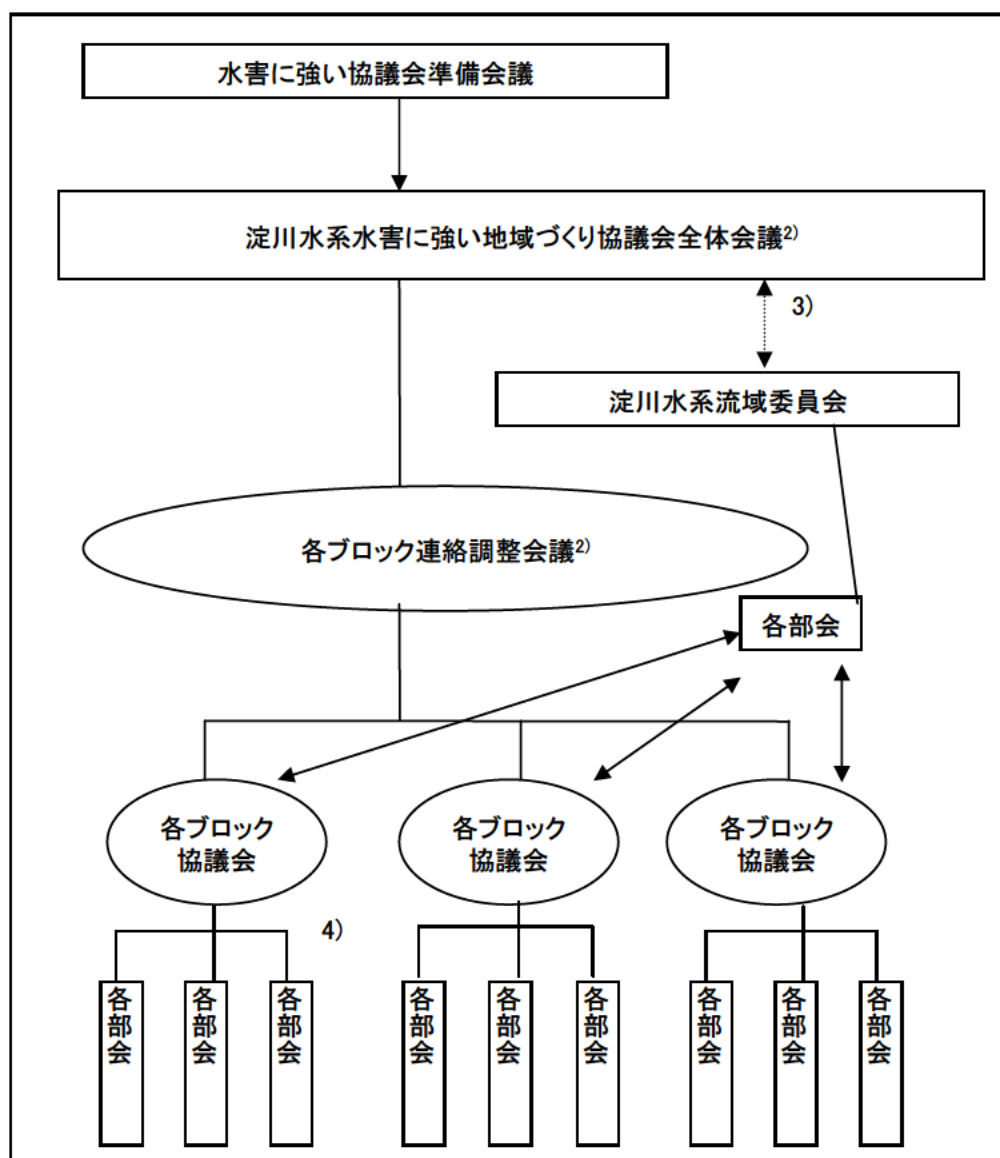 水害に強い協議会準備会議
淀川水系水害に強い地域づくり協議会全体会議2)
3)
淀川水系流域委員会
各ブロック連絡調整会議2)
各部会
各ブロック
協議会
各ブロック
協議会
各ブロック
協議会
4)
各部会
各部会
各部会
各部会
各部会
各部会
各部会
各部会
各部会